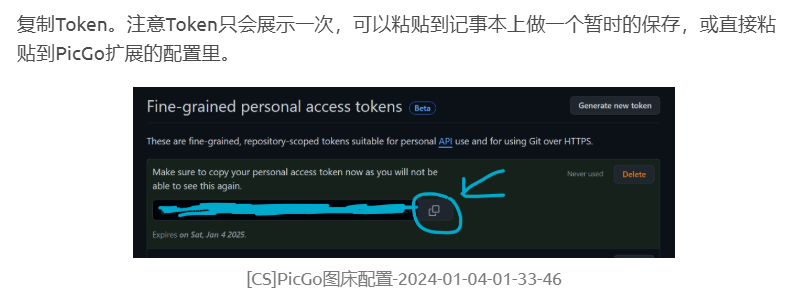 复制Token。注意Token只会展示一次，可以粘贴到记事本上做一个暂时的保存，或直接粘
贴到PicGo扩展的配置里。
Fine-grained personal access tokens Beta
Generate new token
These are fine-grained, repository-scoped tokens suitable for personal API use and for using Git over HTTPS.
Make sure to copy your personal access token now as you will not be
able to see this again.
Never used
Delete
Expires on Sat, Jan 4 2025.
[CS]PicGo图床配置-2024-01-04-01-33-46